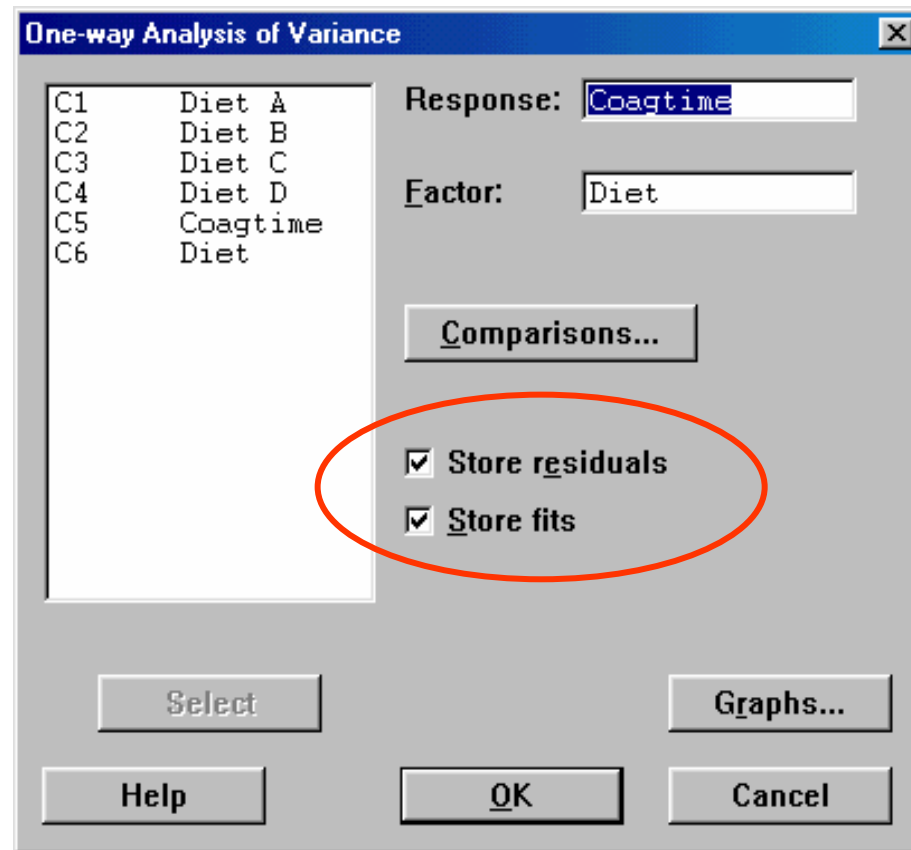 One-way Analysis of Variance
C1 Diet A
C2 Diet B
C3 Diet C
C4 Diet D
C5 Coagtime
C6 Diet
Response: Coagtime
Factor: Diet
Comparisons...
Store residuals
Store fits
Select
Graphs...
Help
OK
Cancel